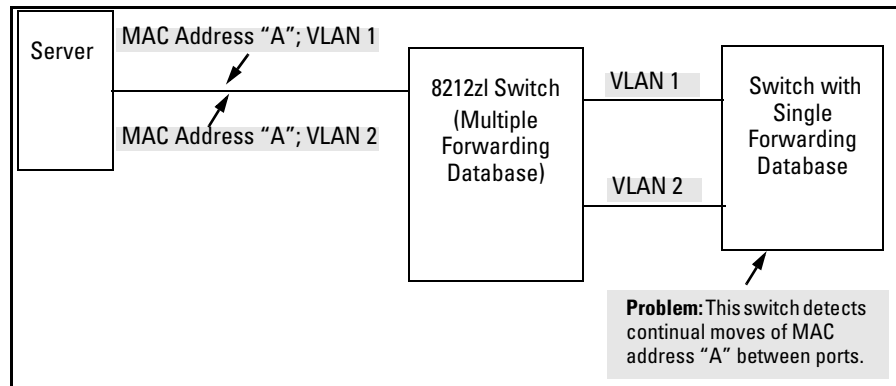 Server
MAC Address “A”; VLAN 1
MAC Address “A”; VLAN 2
8212zl Switch
(Multiple
Forwarding
Database)
VLAN 1
VLAN 2
Switch with
Single
Forwarding
Database
Problem: This switch detects
continual moves of MAC
address “A” between ports.